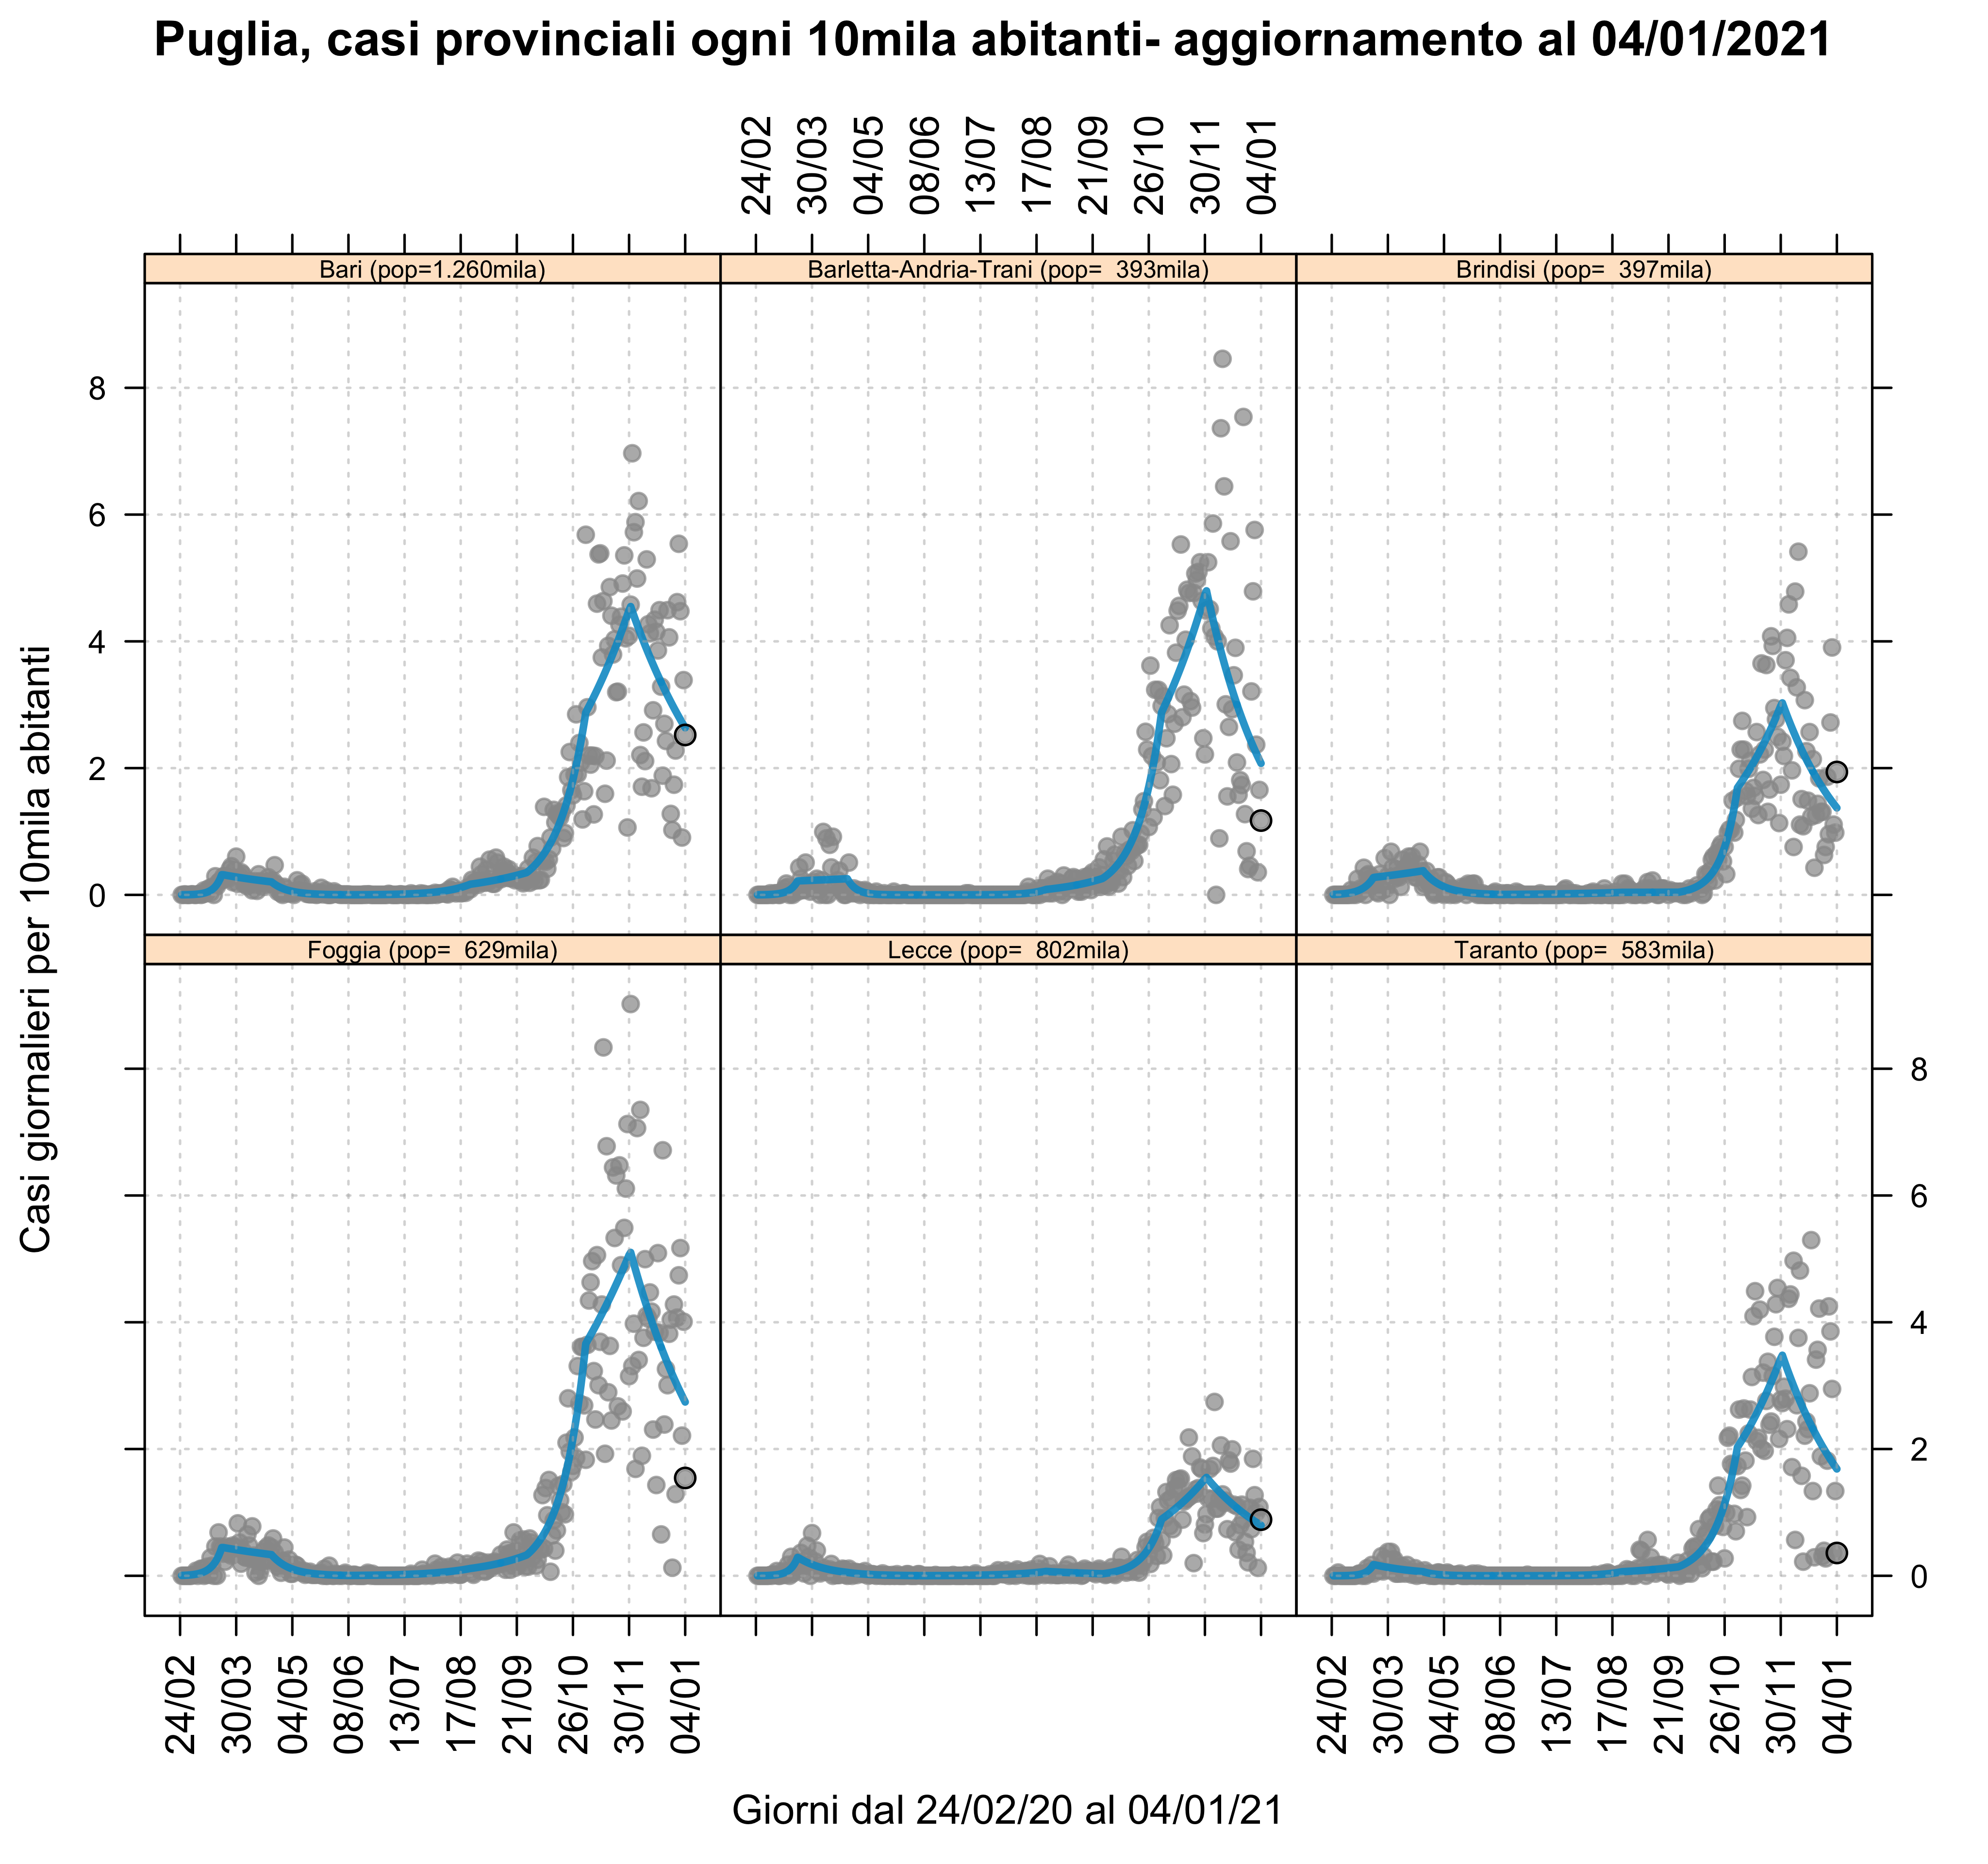 Puglia, casi provinciali ogni 10mila abitanti- aggiornamento al 04/01/2021
24/02 30/03 04/05 08/06 13/07 17/08 21/09 26/10 30/11 04/01
Bari (pop=1.260mila)
Barletta-Andria-Trani (pop=  393mila)
Brindisi (pop=  397mila)
8
6
4
2
0
Casi giornalieri per 10mila abitanti
Foggia (pop=  629mila)
Lecce (pop=  802mila)
Taranto (pop=  583mila)
8
6
4
2
0
24/02 30/03 04/05 08/06 13/07 17/08 21/09 26/10 30/11 04/01
24/02 30/03 04/05 08/06 13/07 17/08 21/09 26/10 30/11 04/01
Giorni dal 24/02/20 al 04/01/21